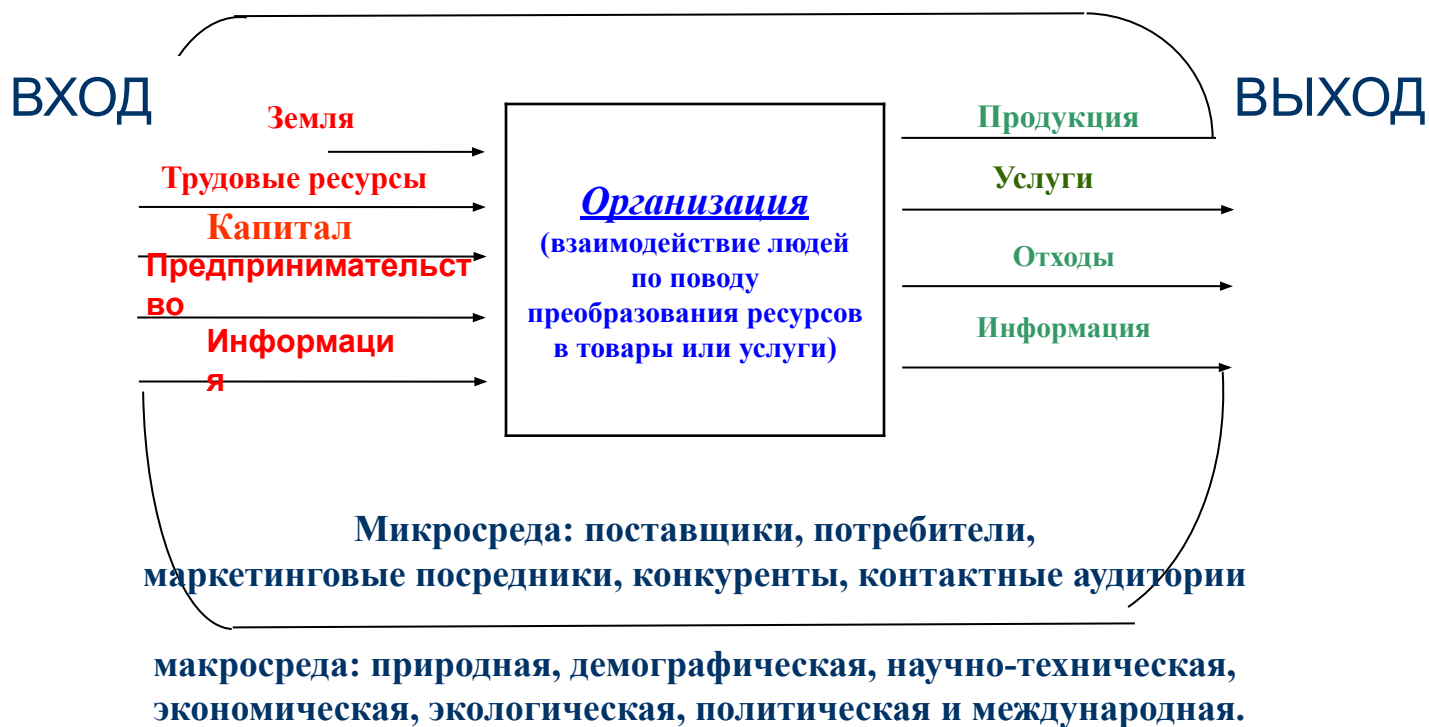 ВХОД
ВЫХОД
Земля
Трудовые ресурсы
Капитал
Предпринимательст
во
Информаци
я
Организация
(взаимодействие людей
по поводу
преобразования ресурсов
в товары или услуги)
Продукция
Услуги
Отходы
Информация
Микросреда: поставщики, потребители,
маркетинговые посредники, конкуренты, контактные аудитории
макросреда: природная, демографическая, научно-техническая,
экономическая, экологическая, политическая и международная.